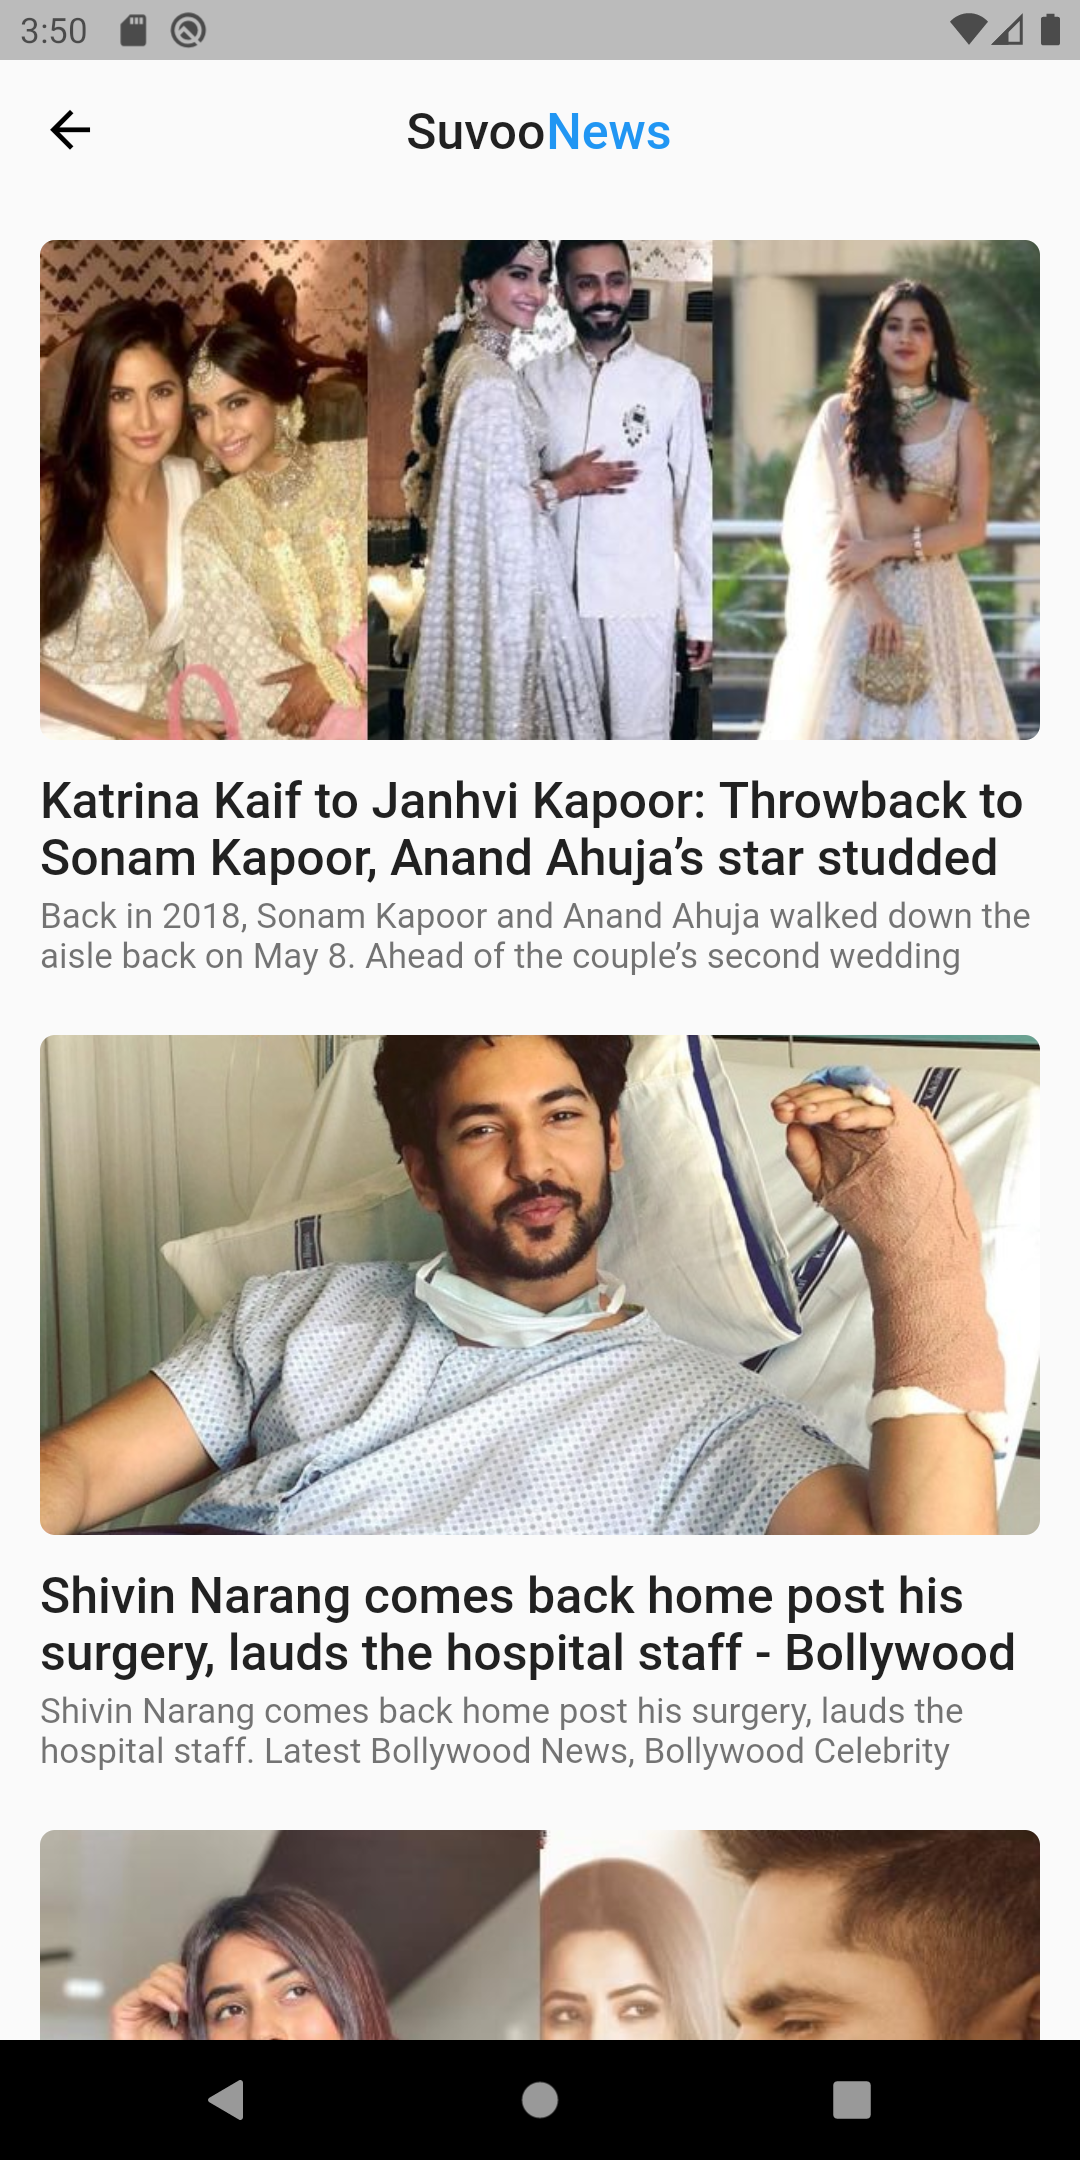 3:50
SuvooNews
Katrina Kaif to Janhvi Kapoor: Throwback to
Sonam Kapoor, Anand Ahuja’s star studded
Back in 2018, Sonam Kapoor and Anand Ahuja walked down the
aisle back on May 8. Ahead of the couple’s second wedding
Shivin Narang comes back home post his
surgery, lauds the hospital staff - Bollywood
Shivin Narang comes back home post his surgery, lauds the
hospital staff. Latest Bollywood News, Bollywood Celebrity